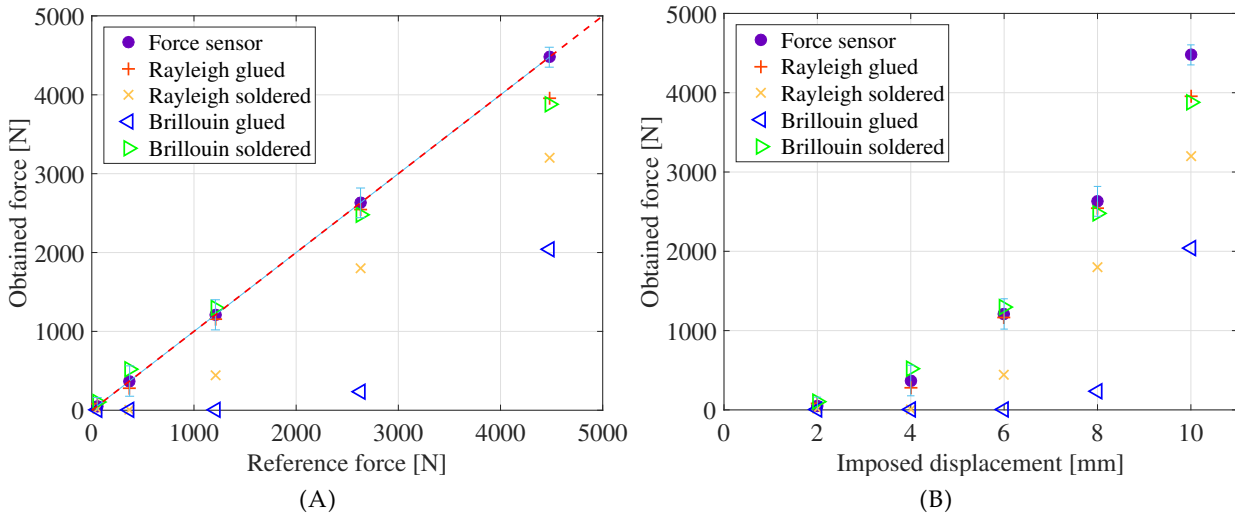 5000
4000
3000
2000
1000
0
Obtained force [N]
Force sensor
Rayleigh glued
Rayleigh soldered
Brillouin glued
Brillouin soldered
0 1000 2000 3000 4000 5000
Reference force [N]
(A)
5000
4000
3000
2000
1000
0
Obtained force [N]
Force sensor
Rayleigh glued
Rayleigh soldered
Brillouin glued
Brillouin soldered
0 2 4 6 8 10
Imposed displacement [mm]
(B)